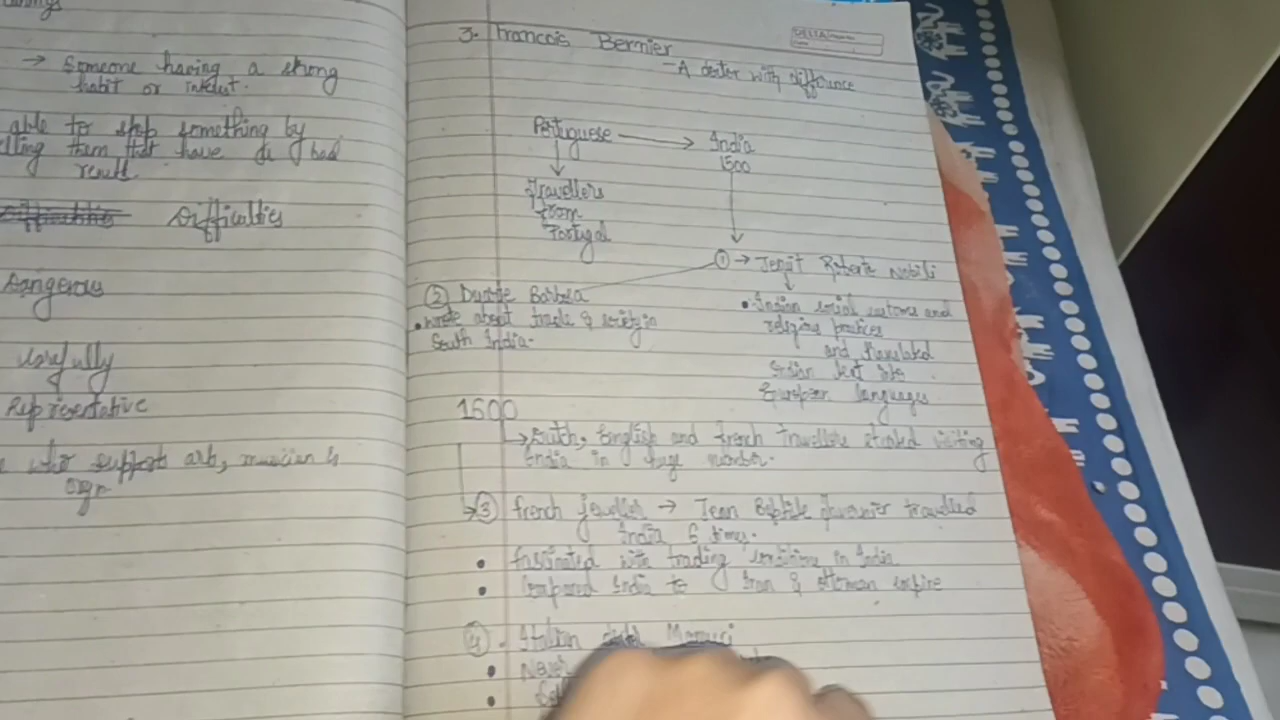 → Someone having a strong
habit or interest.
able to stop something by
telling them that have bad
result.
Difficulties
Dangerous
Carefully
Representative
who support arts, musician &
orgn
3. Francois Bernier
-A doctor with difference
Portuguese → India
1500
Travellers
from
Portugal
① → Jesuit Roberto Nobili
② Duarte Barbosa
• wrote about trade & society in
South India.
• Indian social customs and
religious practices
and translated
Indian text into
European languages
1600
→ Dutch, English and French travellers started visiting
India in huge number.
③ French jeweller → Jean Baptiste Tavernier travelled
India 6 times.
• Fascinated with trading conditions in India
• Compared India to Iran & Ottoman empire
④ - Italian Manucci
• Never